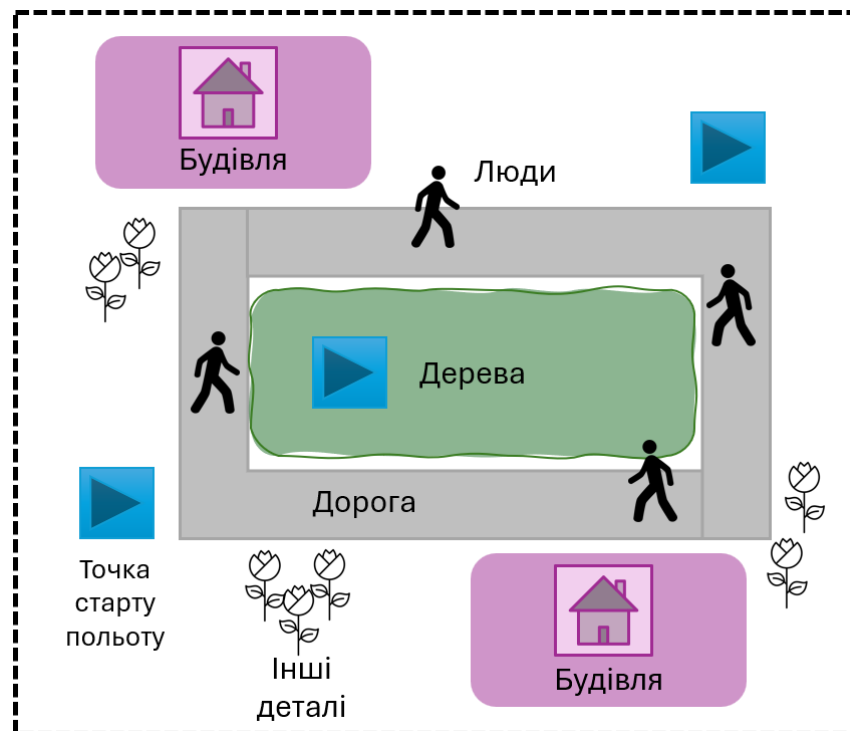 Будівля
Люди
Дерева
Дорога
Точка
старту
польоту
Інші
деталі
Будівля